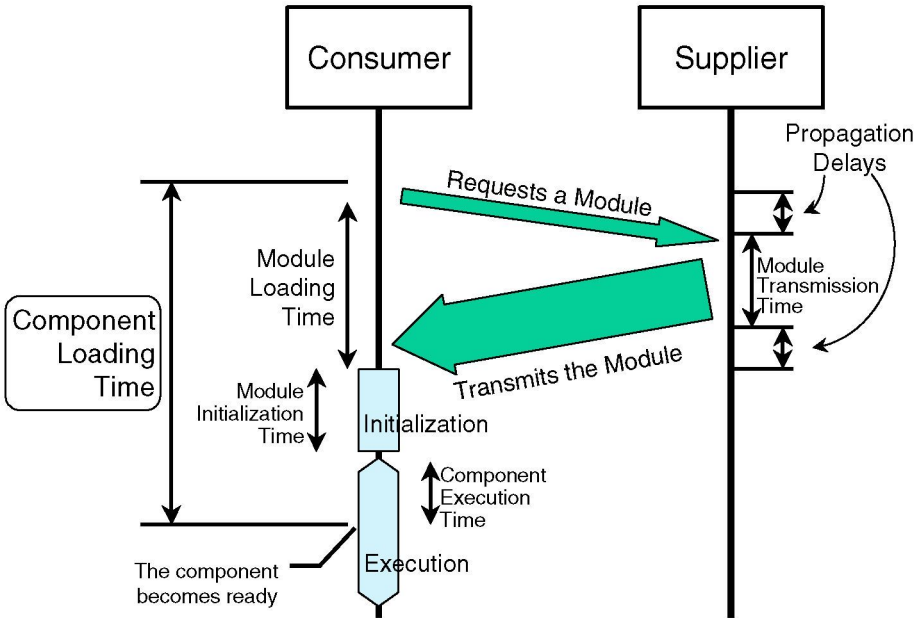 Consumer
Supplier
Propagation
Delays
Requests a Module
Module
Loading
Time
Module
Transmission
Time
Component
Loading
Time
Transmits the Module
Module
Initialization
Time
Initialization
Component
Execution
Time
Execution
The component
becomes ready